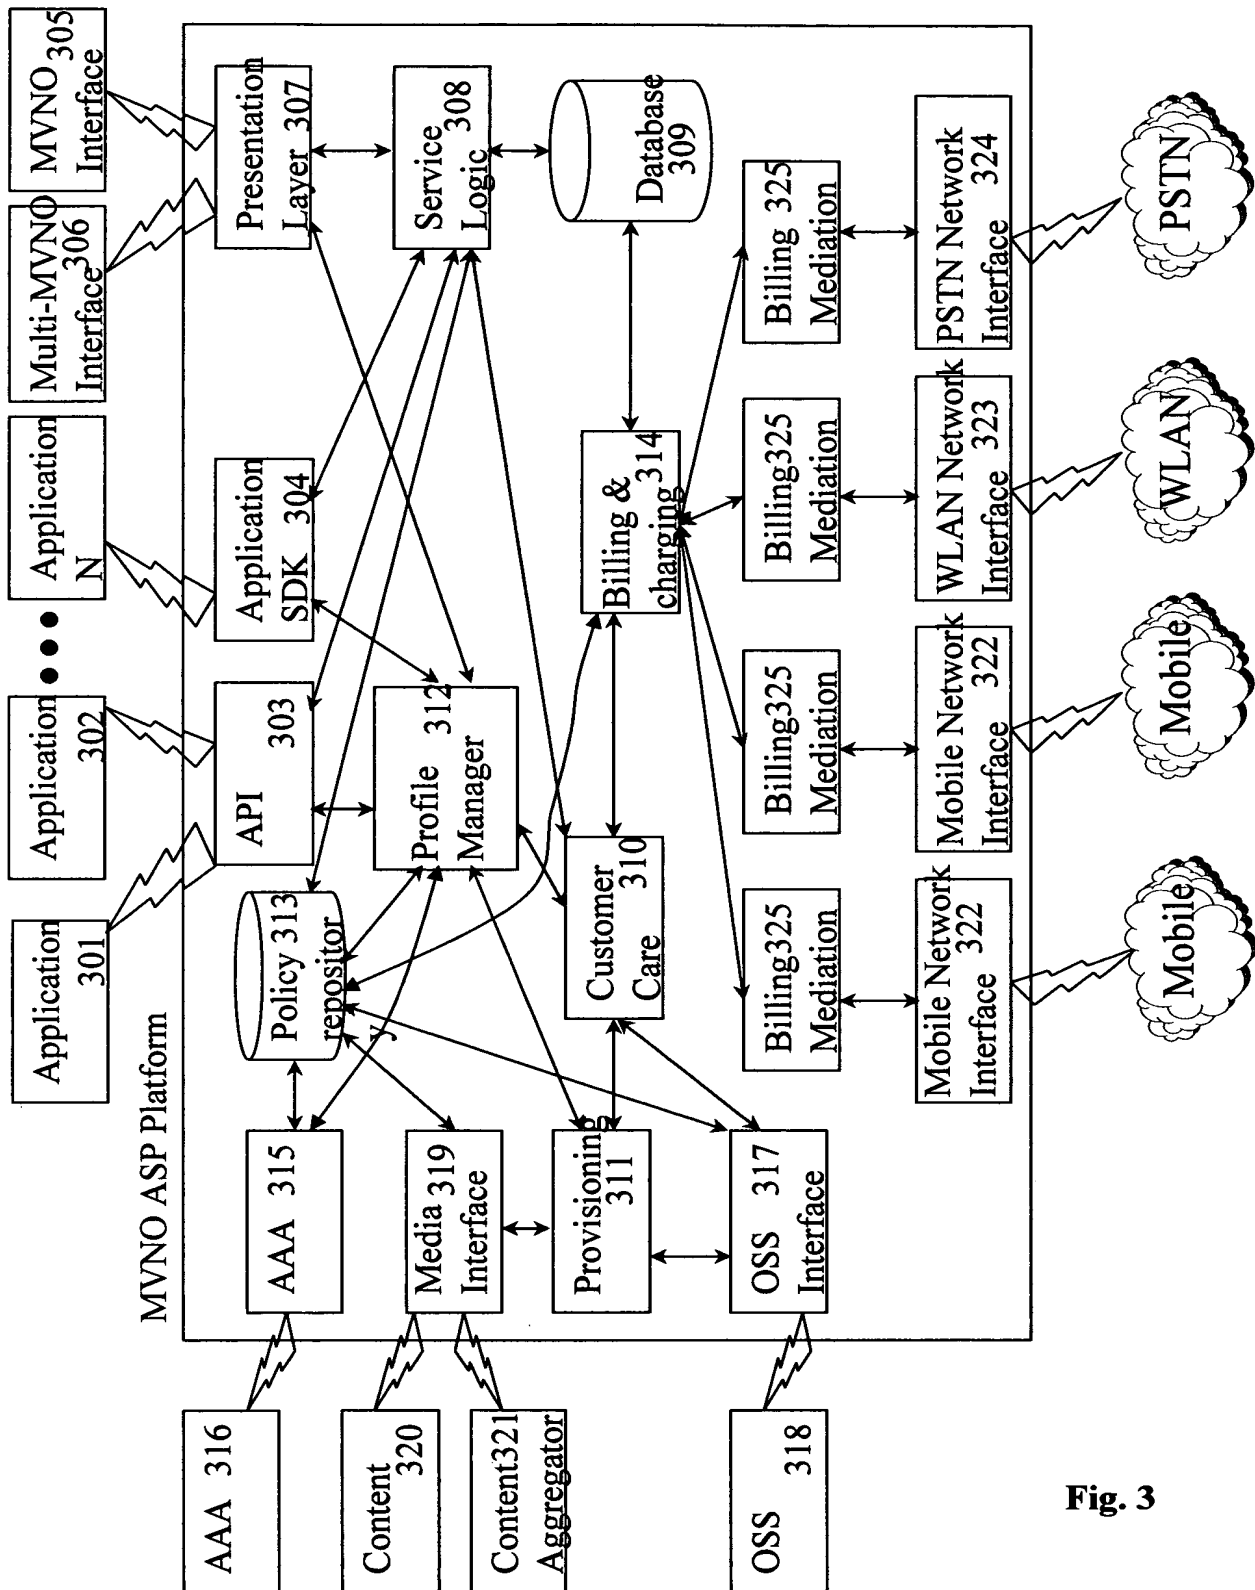 MVNO ASP Platform
AAA 316
Content
320
Content321
Aggregator
OSS
318
AAA 315
Media 319
Interface
Provisioning
311
OSS 317
Interface
Application
301
Application
302
Application
N
Multi-MVNO
306
Interface
MVNO
305
Interface
Policy 313
repositor
y
API
303
Application
SDK 304
Presentation
Layer 307
Profile
312
Manager
Service
308
Logic
Customer
Care 310
Billing &
314
charging
Database
309
Billing325
Mediation
Billing325
Mediation
Billing325
Mediation
Billing 325
Mediation
Mobile Network
322
Interface
Mobile Network
322
Interface
WLAN Network
323
Interface
PSTN Network
324
Interface
Mobile
Mobile
WLAN
PSTN
Fig. 3